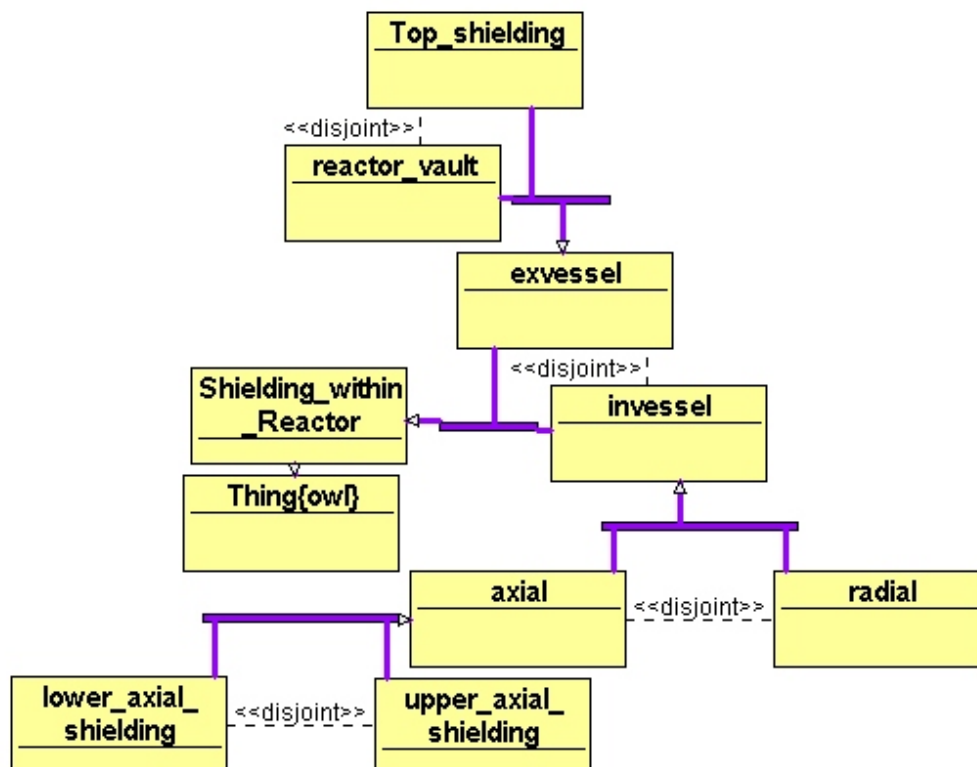 Top_shielding
<<disjoint>>
reactor_vault
exvessel
<<disjoint>>
Shielding_within
_Reactor
invessel
Thing{owl}
axial
<<disjoint>>
radial
lower_axial_
shielding
<<disjoint>>
upper_axial_
shielding